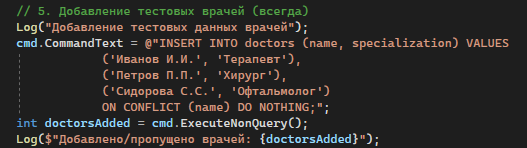 // 5. Добавление тестовых врачей (всегда)
Log("Добавление тестовых данных врачей");
cmd.CommandText = @"INSERT INTO doctors (name, specialization) VALUES
('Иванов И.И.', 'Терапевт'),
('Петров П.П.', 'Хирург'),
('Сидорова С.С.', 'Офтальмолог')
ON CONFLICT (name) DO NOTHING;";
int doctorsAdded = cmd.ExecuteNonQuery();
Log($"Добавлено/пропущено врачей: {doctorsAdded}");